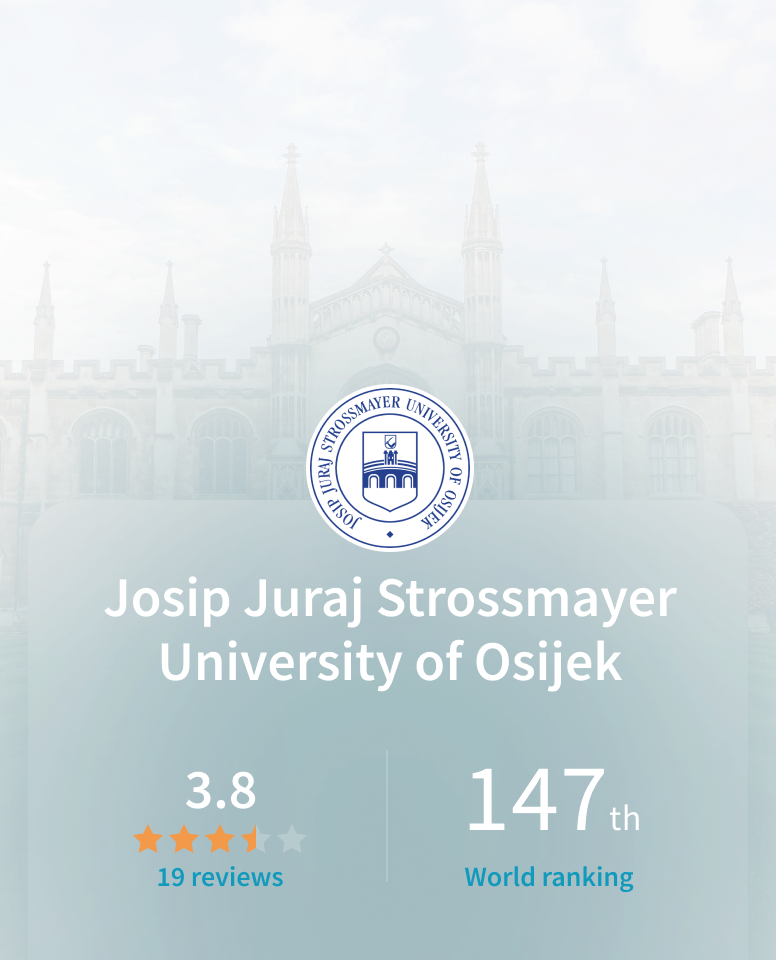 JOSIP JURAJ STROSSMAYER UNIVERSITY OF OSIJEK
Josip Juraj Strossmayer
University of Osijek
3.8
19 reviews
147th
World ranking